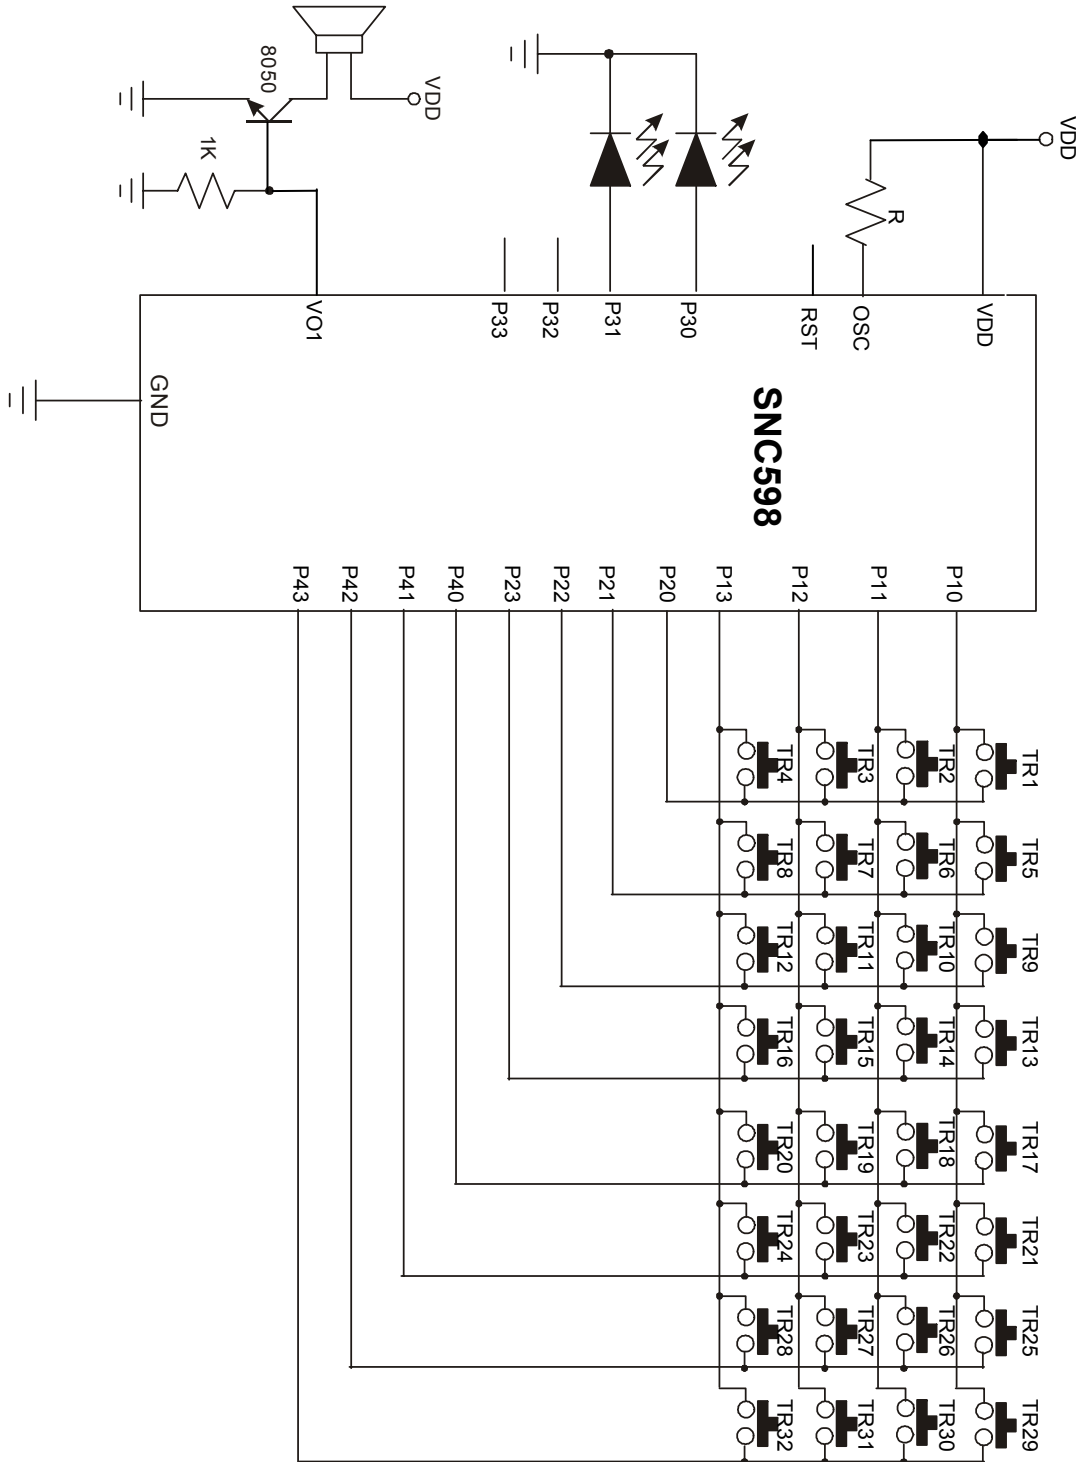 8050
VDD
VDD
1K
R
VO1
P33
P32
P31
P30
RST
OSC
VDD
GND
SNC598
P43
P42
P41
P40
P23
P22
P21
P20
P13
P12
P11
P10
TR4
TR3
TR2
TR1
TR8
TR7
TR6
TR5
TR12
TR11
TR10
TR9
TR16
TR15
TR14
TR13
TR20
TR19
TR18
TR17
TR24
TR23
TR22
TR21
TR28
TR27
TR26
TR25
TR32
TR31
TR30
TR29